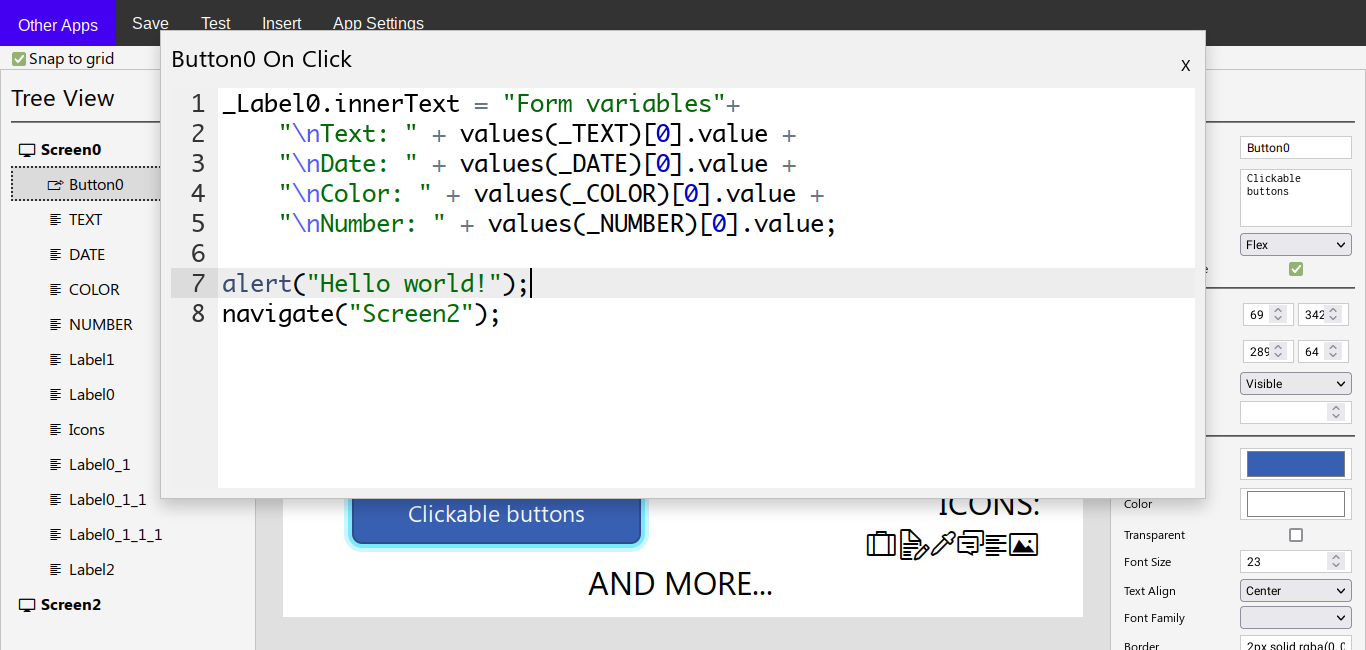 Other Apps Save Test Insert App Settings
Snap to grid
Tree View
Screen0
Button0
TEXT
DATE
COLOR
NUMBER
Label1
Label0
Icons
Label0_1
Label0_1_1
Label0_1_1_1
Label2
Screen2
Button0 On Click
X
1 _Label0.innerText = "Form variables"+
2     "\nText: " + values(_TEXT)[0].value +
3     "\nDate: " + values(_DATE)[0].value +
4     "\nColor: " + values(_COLOR)[0].value +
5     "\nNumber: " + values(_NUMBER)[0].value;
6
7 alert("Hello world!");
8 navigate("Screen2");
Clickable buttons
ICONS:
AND MORE...
Button0
Clickable
buttons
Flex
69 342
289 64
Visible
Color
Transparent
Font Size 23
Text Align Center
Font Family
Border 2px solid rgba(0,0